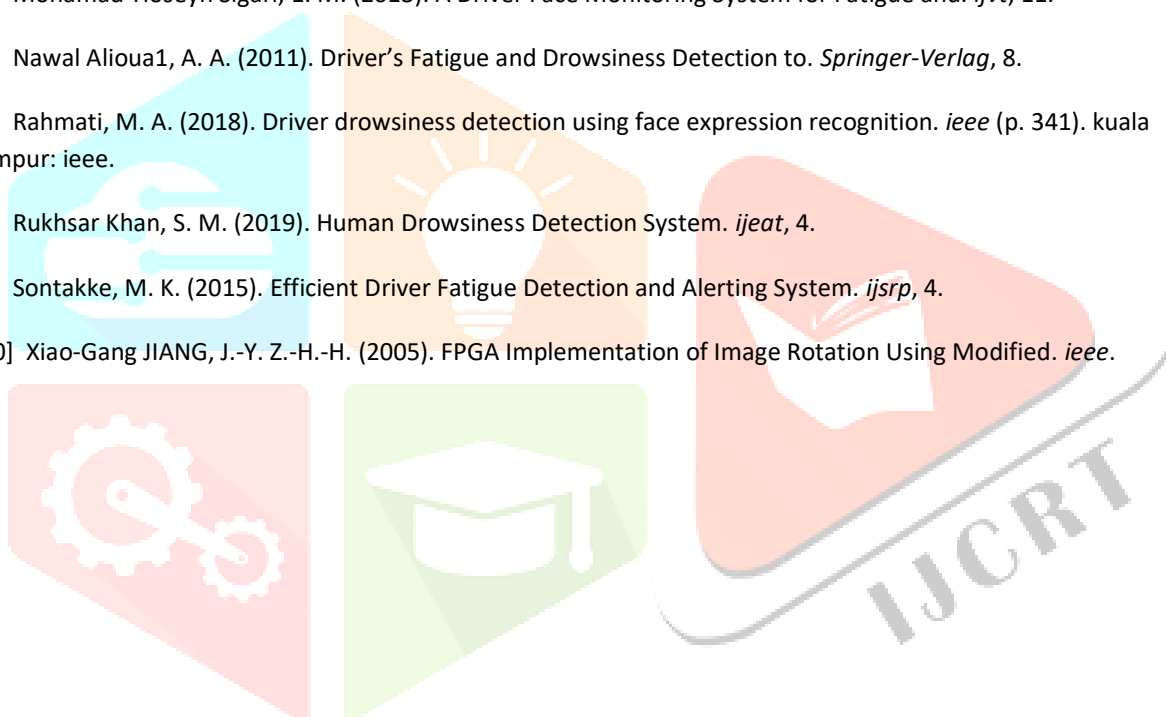 Nawal Alioua1, A. A. (2011). Driver’s Fatigue and Drowsiness Detection to. Springer-Verlag, 8.
Rahmati, M. A. (2018). Driver drowsiness detection using face expression recognition. ieee (p. 341). kuala
mpur: ieee.
Rukhsar Khan, S. M. (2019). Human Drowsiness Detection System. ijeat, 4.
Sontakke, M. K. (2015). Efficient Driver Fatigue Detection and Alerting System. ijsrp, 4.
0] Xiao-Gang JIANG, J.-Y. Z.-H.-H. (2005). FPGA Implementation of Image Rotation Using Modified. ieee.
IJCRT